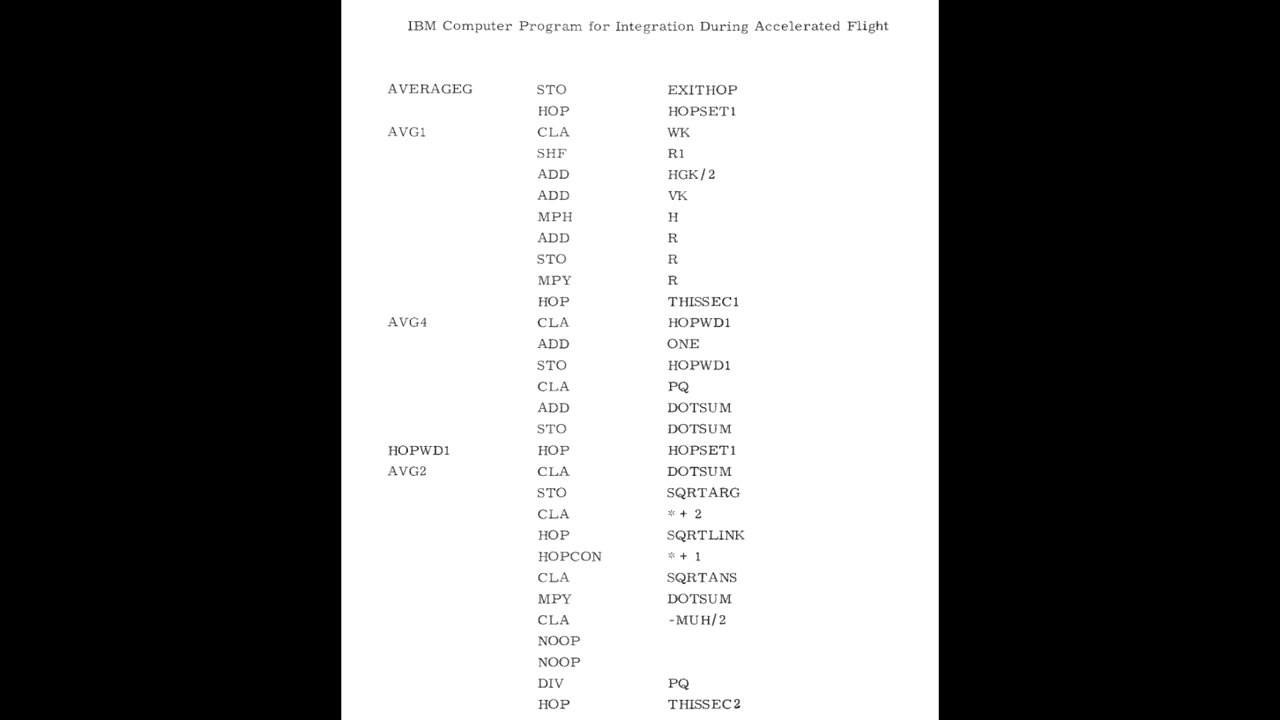 IBM Computer Program for Integration During Accelerated Flight
AVERAGEG STO EXITHOP
HOP HOPSET1
AVG1 CLA WK
SHF R1
ADD HGK/2
ADD VK
MPH H
ADD R
STO R
MPY R
HOP THISSEC1
AVG4 CLA HOPWD1
ADD ONE
STO HOPWD1
CLA PQ
ADD DOTSUM
STO DOTSUM
HOPWD1 HOP HOPSET1
AVG2 CLA DOTSUM
STO SQRTARG
CLA * + 2
HOP SQRTLINK
HOPCON * + 1
CLA SQRTANS
MPY DOTSUM
CLA -MUH/2
NOOP
NOOP
DIV PQ
HOP THISSEC2